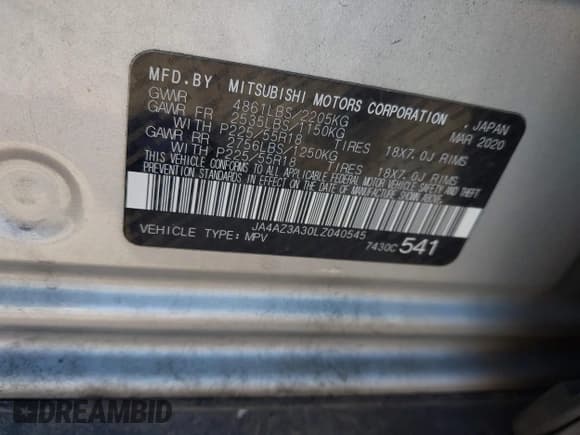 MFD.BY MITSUBISHI MOTORS CORPORATION, JAPAN
GVWR 4861LBS/2205KG MAR 2020
GAWR FR 2535LBS/1150KG
WITH P225/55R18 TIRES 18X7.0J RIMS
GAWR RR 2756LBS/1250KG
WITH P225/55R18 TIRES 18X7.0J RIMS
THIS VEHICLE CONFORMS TO ALL APPLICABLE FEDERAL MOTOR VEHICLE SAFETY AND THEFT
PREVENTION STANDARDS IN EFFECT ON THE DATE OF MANUFACTURE SHOWN ABOVE.
JA4AZ3A30LZ040545
VEHICLE TYPE: MPV 7430C541
DREAMBID